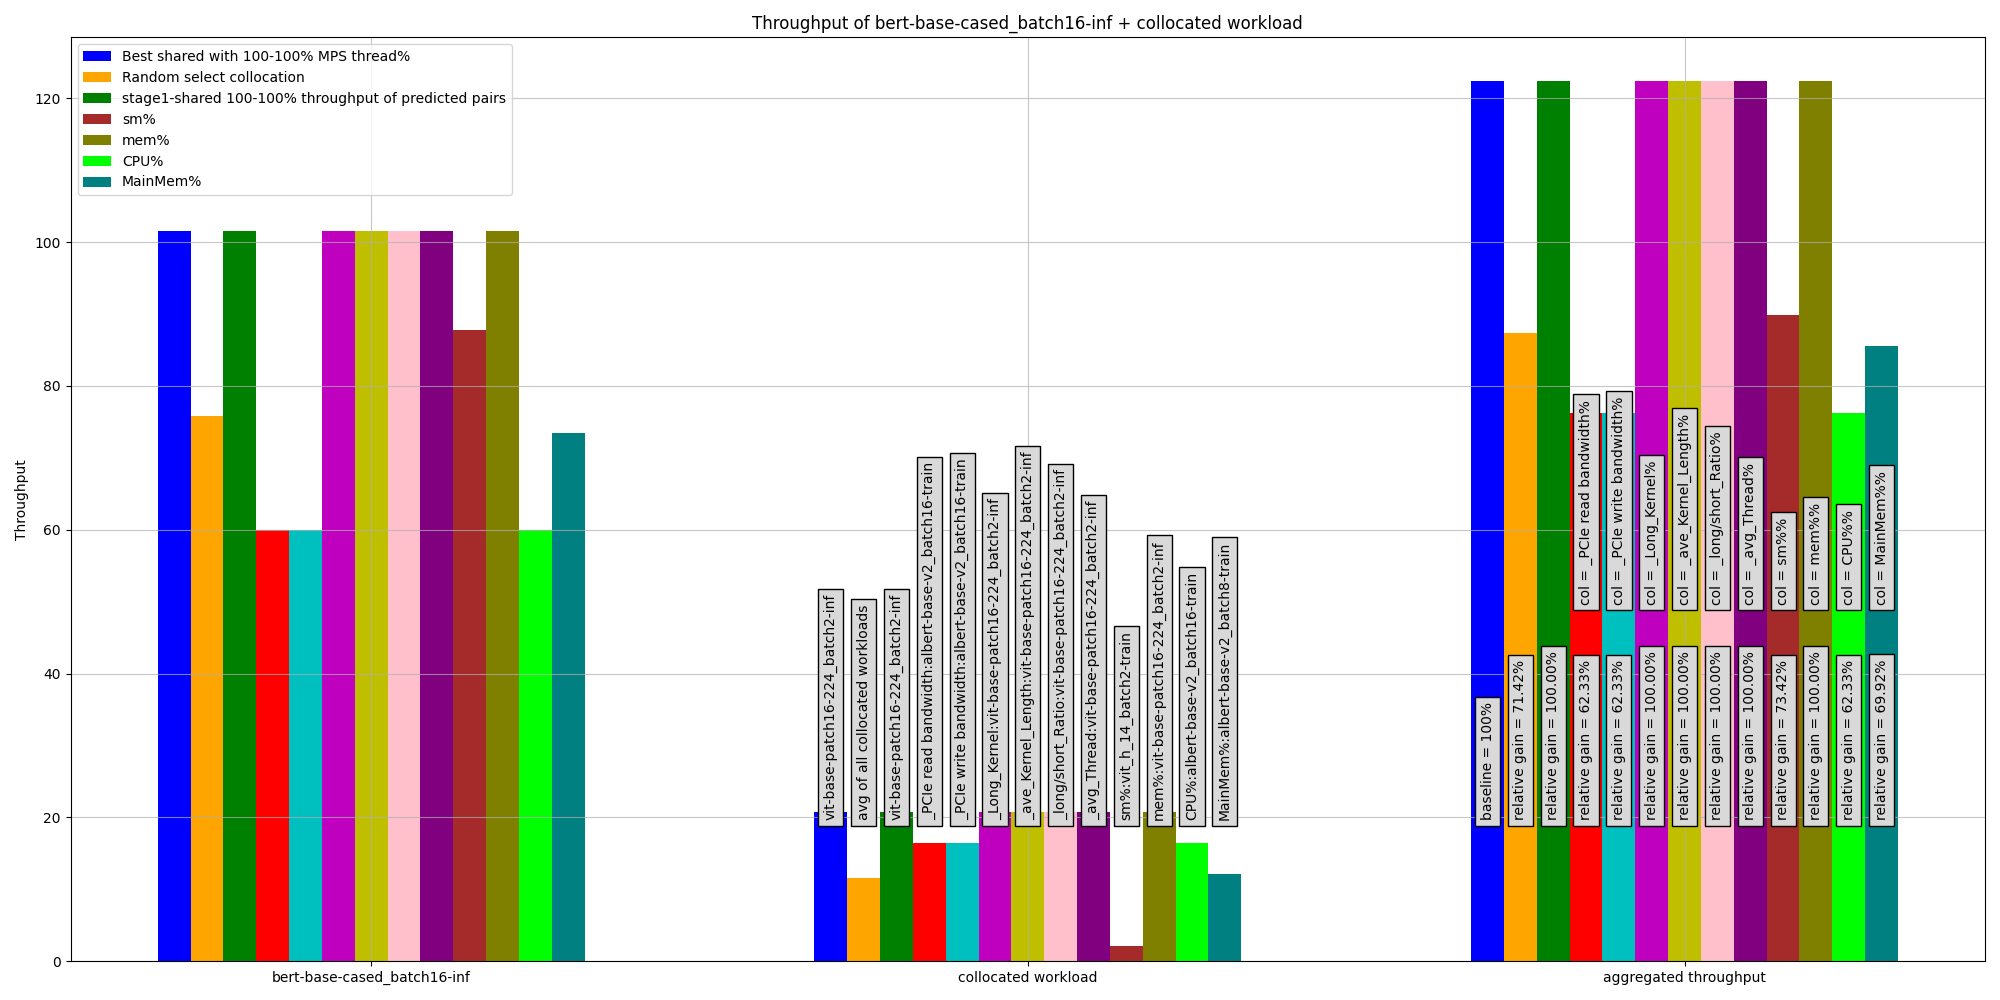 Throughput of bert-base-cased_batch16-inf + collocated workload
Best shared with 100-100% MPS thread%
Random select collocation
stage1-shared 100-100% throughput of predicted pairs
sm%
mem%
CPU%
MainMem%
Throughput
120
100
80
60
40
20
0
vit-base-patch16-224_batch2-inf
avg of all collocated workloads
vit-base-patch16-224_batch2-inf
_PCIe read bandwidth:albert-base-v2_batch16-train
_PCIe write bandwidth:albert-base-v2_batch16-train
_Long_Kernel:vit-base-patch16-224_batch2-inf
_ave_Kernel_Length:vit-base-patch16-224_batch2-inf
_long/short_Ratio:vit-base-patch16-224_batch2-inf
_avg_Thread:vit-base-patch16-224_batch2-inf
sm%:vit_h_14_batch2-train
mem%:vit-base-patch16-224_batch2-inf
CPU%:albert-base-v2_batch16-train
MainMem%:albert-base-v2_batch8-train
col = _PCIe read bandwidth%
col = _PCIe write bandwidth%
col = _Long_Kernel%
col = _ave_Kernel_Length%
col = _long/short_Ratio%
col = _avg_Thread%
col = sm%%
col = mem%%
col = CPU%%
col = MainMem%%
baseline = 100%
relative gain = 71.42%
relative gain = 100.00%
relative gain = 62.33%
relative gain = 62.33%
relative gain = 100.00%
relative gain = 100.00%
relative gain = 100.00%
relative gain = 100.00%
relative gain = 73.42%
relative gain = 100.00%
relative gain = 62.33%
relative gain = 69.92%
bert-base-cased_batch16-inf
collocated workload
aggregated throughput